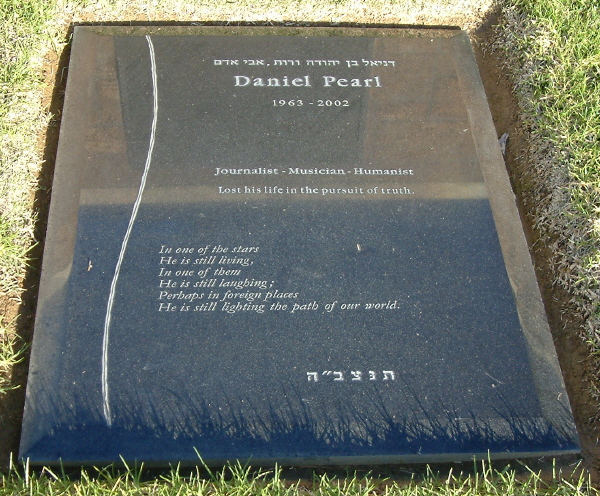 דניאל בן יהודה ורות, אבי אדם
Daniel Pearl
1963 - 2002
Journalist - Musician - Humanist
Lost his life in the pursuit of truth.
In one of the stars
He is still living,
In one of them
He is still laughing;
Perhaps in foreign places
He is still lighting the path of our world.
תנצב״ה